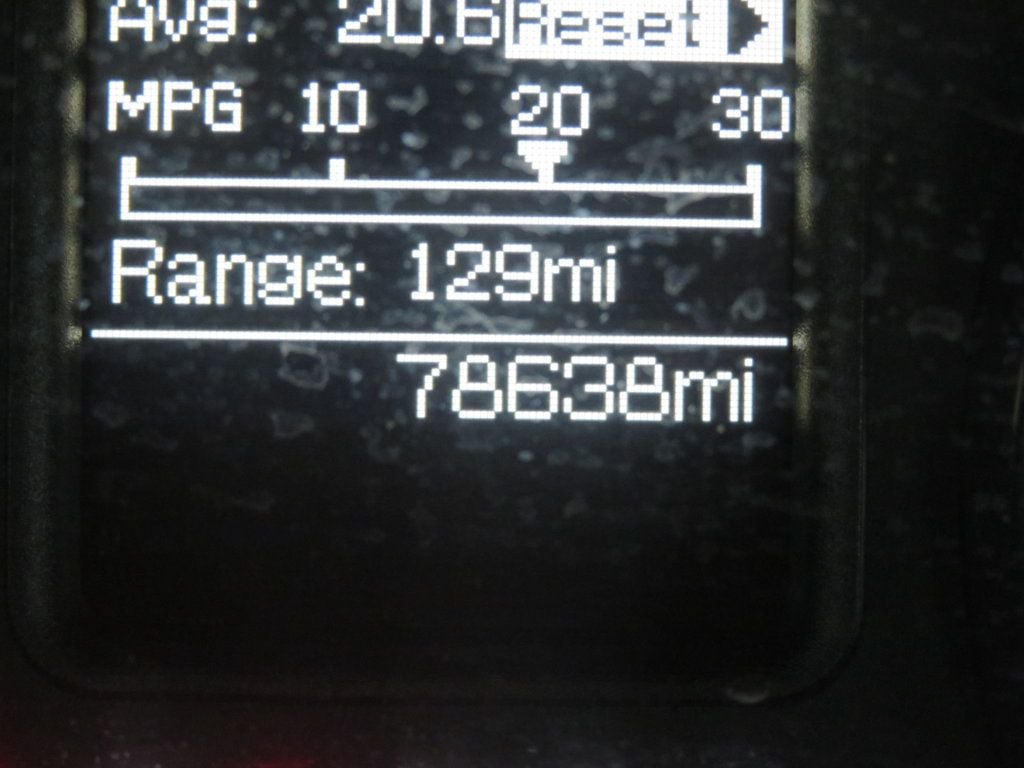 Avg: 20.6 Reset
MPG 10 20 30
Range: 129mi
78638mi